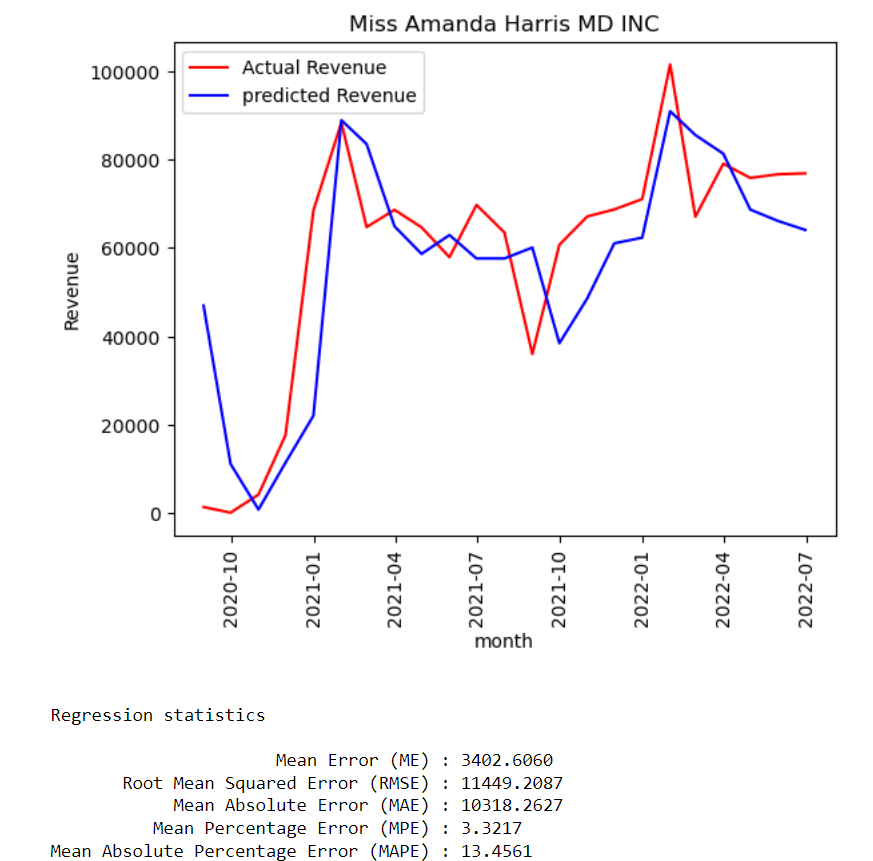 Miss Amanda Harris MD INC
Actual Revenue
predicted Revenue
100000
80000
60000
40000
20000
0
Revenue
2020-10
2021-01
2021-04
2021-07
2021-10
2022-01
2022-04
2022-07
month
Regression statistics
Mean Error (ME) : 3402.6060
Root Mean Squared Error (RMSE) : 11449.2087
Mean Absolute Error (MAE) : 10318.2627
Mean Percentage Error (MPE) : 3.3217
Mean Absolute Percentage Error (MAPE) : 13.4561